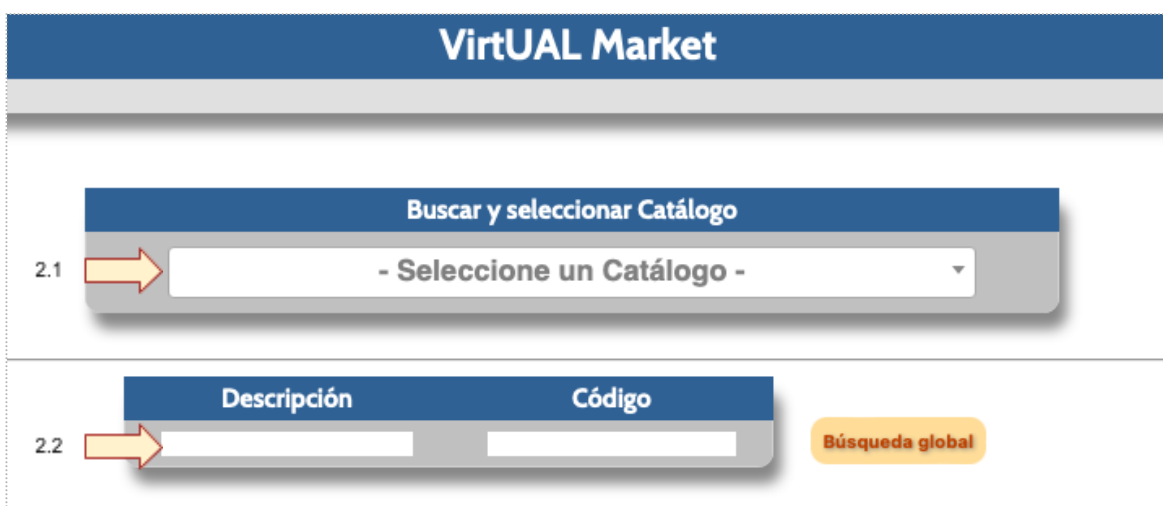 VirtUAL Market
Buscar y seleccionar Catálogo
2.1 - Seleccione un Catálogo -
Descripción Código
2.2 Búsqueda global